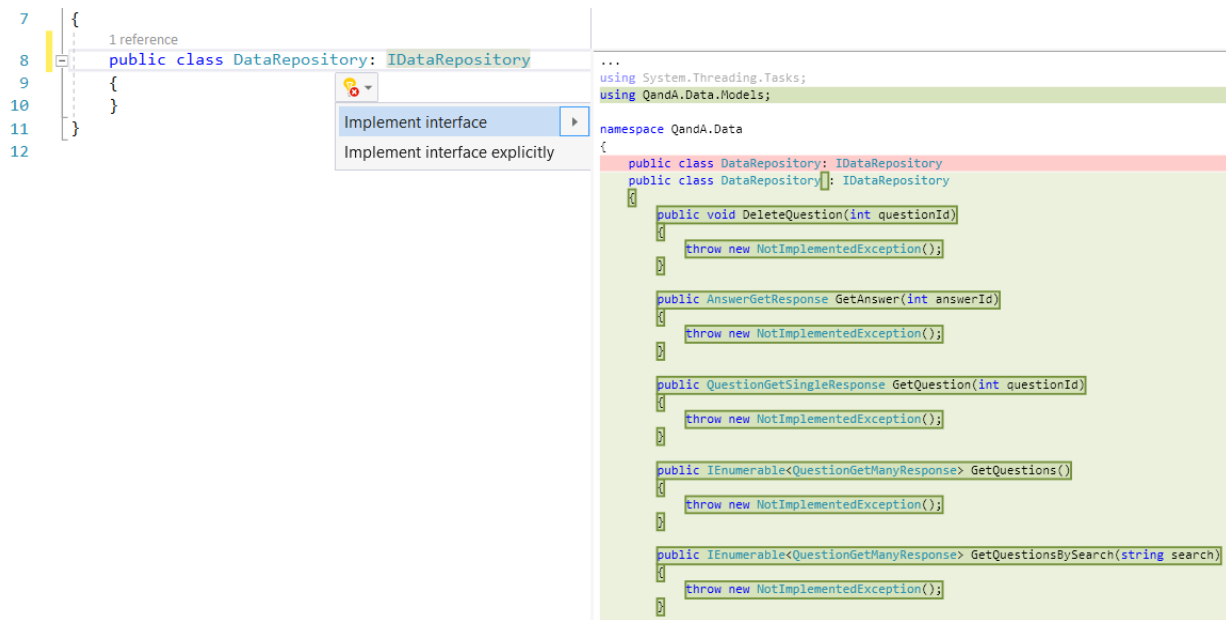 7 {
1 reference
8 public class DataRepository: IDataRepository
9 {
10 }
11 }
12
Implement interface
Implement interface explicitly
...
using System.Threading.Tasks;
using QandA.Data.Models;
namespace QandA.Data
{
public class DataRepository: IDataRepository
public class DataRepository : IDataRepository
{
public void DeleteQuestion(int questionId)
{
throw new NotImplementedException();
}
public AnswerGetResponse GetAnswer(int answerId)
{
throw new NotImplementedException();
}
public QuestionGetSingleResponse GetQuestion(int questionId)
{
throw new NotImplementedException();
}
public IEnumerable<QuestionGetManyResponse> GetQuestions()
{
throw new NotImplementedException();
}
public IEnumerable<QuestionGetManyResponse> GetQuestionsBySearch(string search)
{
throw new NotImplementedException();
}